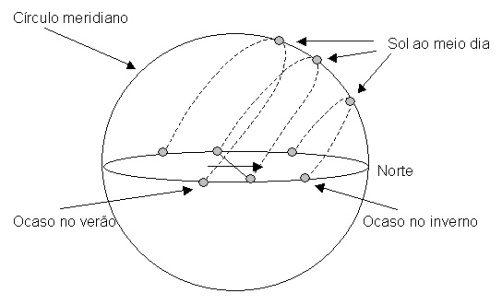 Círculo meridiano
Sol ao meio dia
Norte
Ocaso no verão
Ocaso no inverno